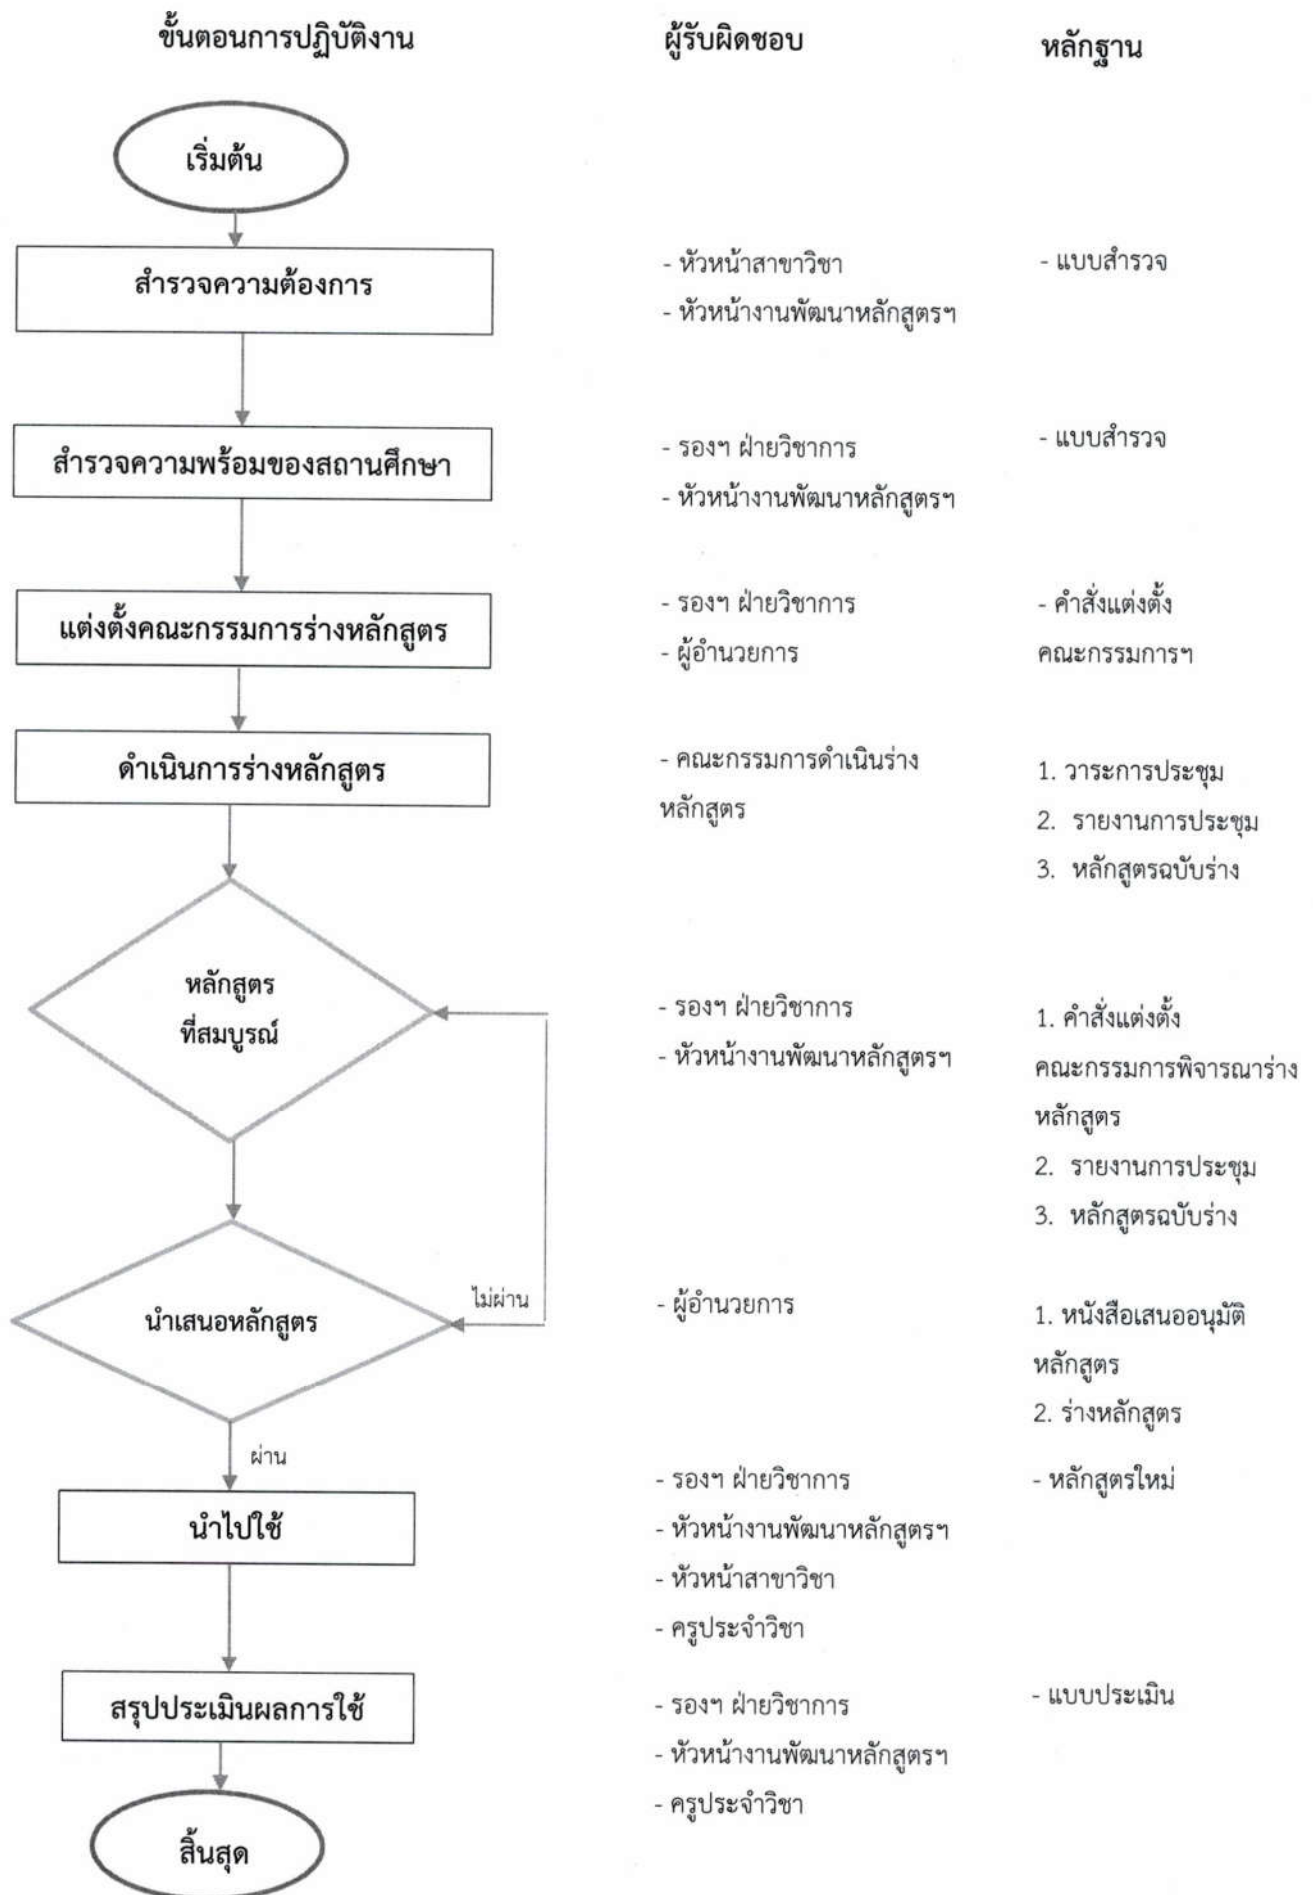 ขั้นตอนการปฏิบัติงาน
ผู้รับผิดชอบ
หลักฐาน
เริ่มต้น
สำรวจความต้องการ
- หัวหน้าสาขาวิชา
- หัวหน้างานพัฒนาหลักสูตรฯ
- แบบสำรวจ
สำรวจความพร้อมของสถานศึกษา
- รองฯ ฝ่ายวิชาการ
- หัวหน้างานพัฒนาหลักสูตรฯ
- แบบสำรวจ
แต่งตั้งคณะกรรมการร่างหลักสูตร
- รองฯ ฝ่ายวิชาการ
- ผู้อำนวยการ
- คำสั่งแต่งตั้ง
คณะกรรมการฯ
ดำเนินการร่างหลักสูตร
- คณะกรรมการดำเนินร่าง
หลักสูตร
1. วาระการประชุม
2. รายงานการประชุม
3. หลักสูตรฉบับร่าง
หลักสูตร
ที่สมบูรณ์
- รองฯ ฝ่ายวิชาการ
- หัวหน้างานพัฒนาหลักสูตรฯ
1. คำสั่งแต่งตั้ง
คณะกรรมการพิจารณาร่าง
หลักสูตร
2. รายงานการประชุม
3. หลักสูตรฉบับร่าง
นำเสนอหลักสูตร
ไม่ผ่าน
- ผู้อำนวยการ
1. หนังสือเสนออนุมัติ
หลักสูตร
2. ร่างหลักสูตร
ผ่าน
นำไปใช้
- รองฯ ฝ่ายวิชาการ
- หัวหน้างานพัฒนาหลักสูตรฯ
- หัวหน้าสาขาวิชา
- ครูประจำวิชา
- หลักสูตรใหม่
สรุปประเมินผลการใช้
- รองฯ ฝ่ายวิชาการ
- หัวหน้างานพัฒนาหลักสูตรฯ
- ครูประจำวิชา
- แบบประเมิน
สิ้นสุด